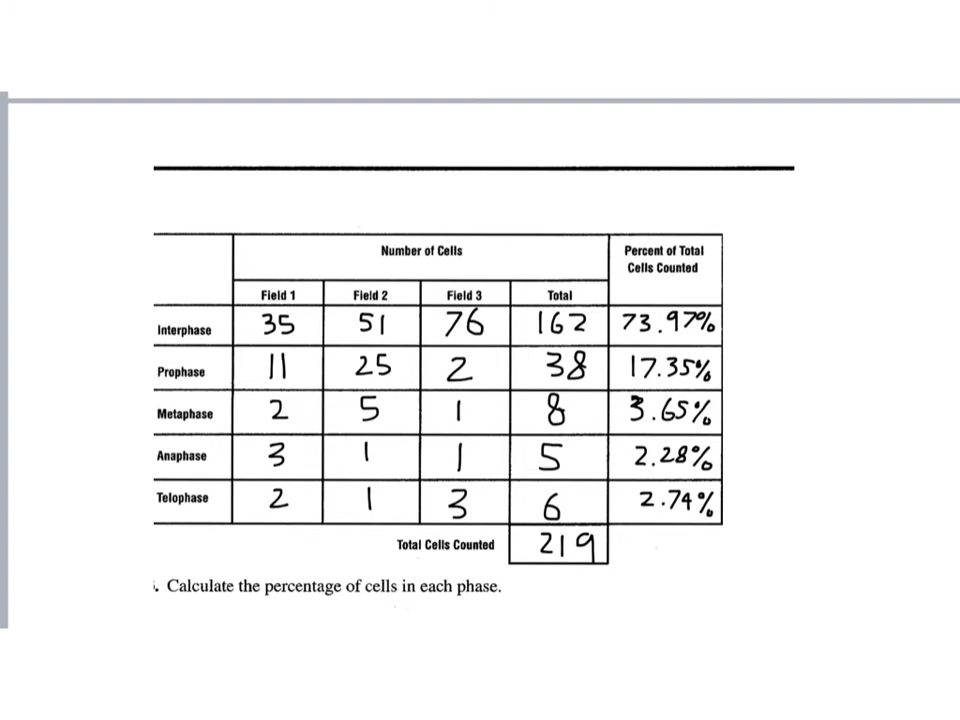 Number of Cells Percent of Total
Cells Counted
Field 1 Field 2 Field 3 Total
Interphase 35 51 76 162 73.97%
Prophase 11 25 2 38 17.35%
Metaphase 2 5 1 8 3.65%
Anaphase 3 1 1 5 2.28%
Telophase 2 1 3 6 2.74%
Total Cells Counted 219
. Calculate the percentage of cells in each phase.